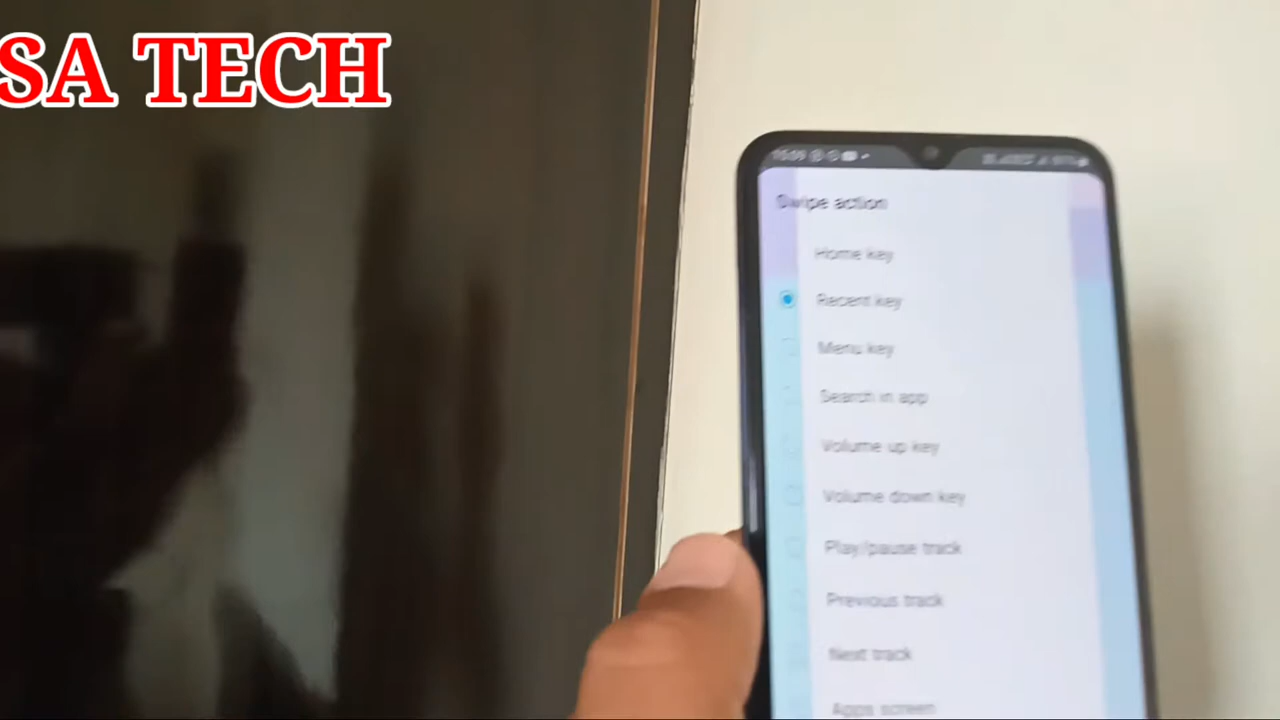 SA TECH
Swipe action
Home key
Recent key
Menu key
Search in app
Volume up key
Volume down key
Play/pause track
Previous track
Next track
Apps screen